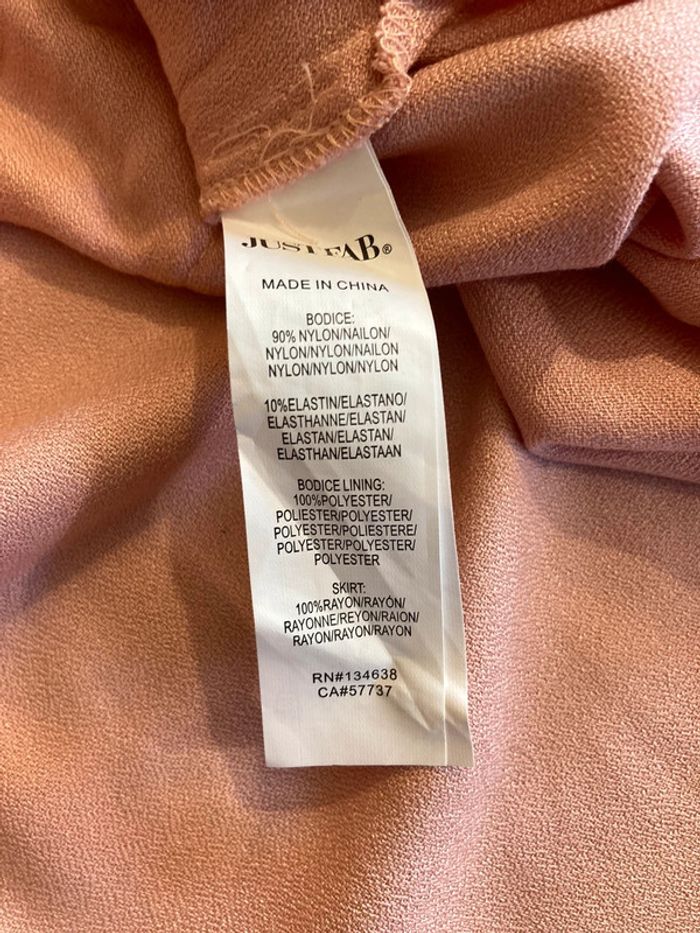 JUSTFAB®
MADE IN CHINA
BODICE:
90% NYLON/NAILON/
NYLON/NYLON/NAILON
NYLON/NYLON/NYLON
10%ELASTIN/ELASTANO/
ELASTHANNE/ELASTAN/
ELASTAN/ELASTAN/
ELASTHAN/ELASTAAN
BODICE LINING:
100%POLYESTER/
POLIESTER/POLYESTER/
POLYESTER/POLIESTERE/
POLYESTER/POLYESTER/
POLYESTER
SKIRT:
100%RAYON/RAYÓN/
RAYONNE/REYON/RAION/
RAYON/RAYON/RAYON
RN#134638
CA#57737